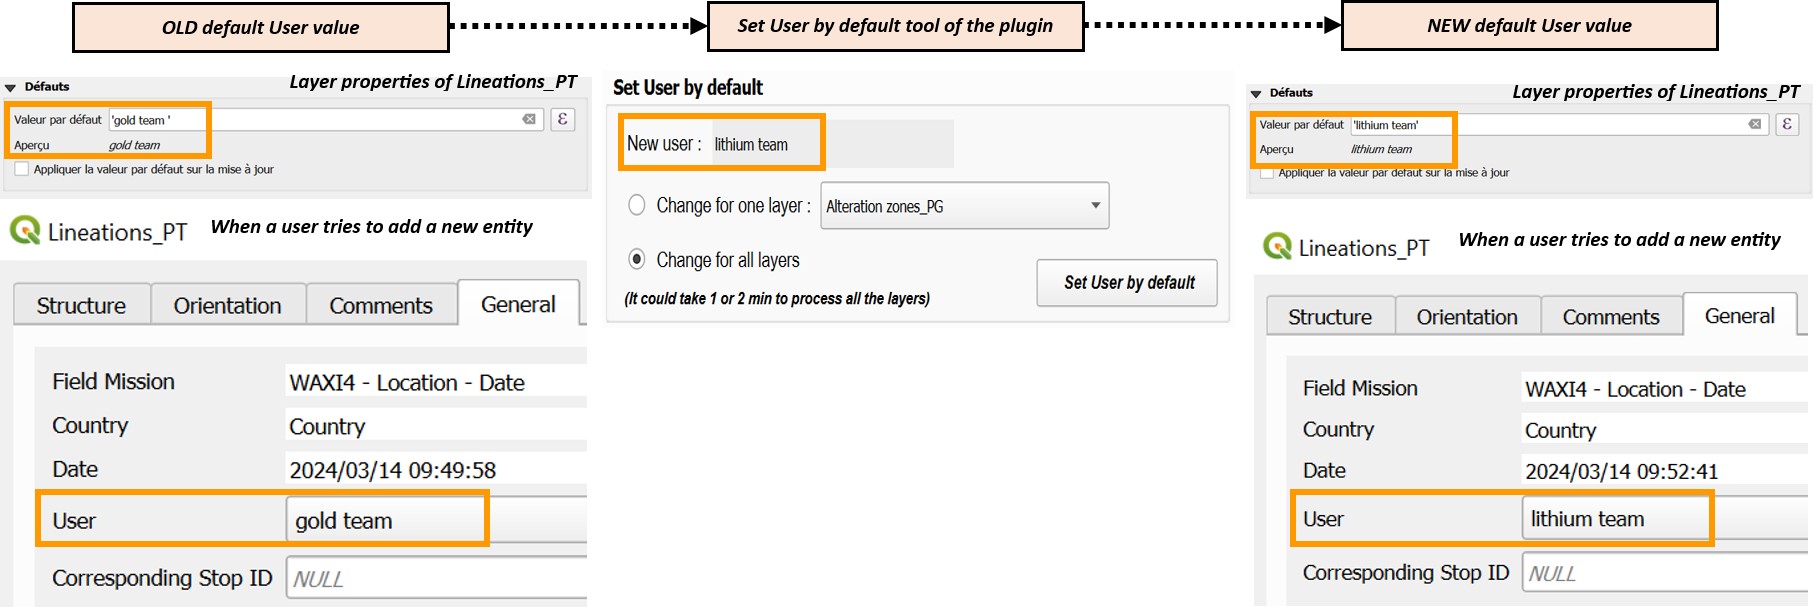 OLD default User value
Set User by default tool of the plugin
NEW default User value
Layer properties of Lineations_PT
Défauts
Valeur par défaut 'gold team ' ε
Aperçu gold team
Appliquer la valeur par défaut sur la mise à jour
Lineations_PT When a user tries to add a new entity
Structure Orientation Comments General
Field Mission WAXI4 - Location - Date
Country Country
Date 2024/03/14 09:49:58
User gold team
Corresponding Stop ID NULL
Set User by default
New user : lithium team
Change for one layer : Alteration zones_PG
Change for all layers
(It could take 1 or 2 min to process all the layers)
Set User by default
Layer properties of Lineations_PT
Défauts
Valeur par défaut 'lithium team' ε
Aperçu lithium team
Appliquer la valeur par défaut sur la mise à jour
Lineations_PT When a user tries to add a new entity
Structure Orientation Comments General
Field Mission WAXI4 - Location - Date
Country Country
Date 2024/03/14 09:52:41
User lithium team
Corresponding Stop ID NULL